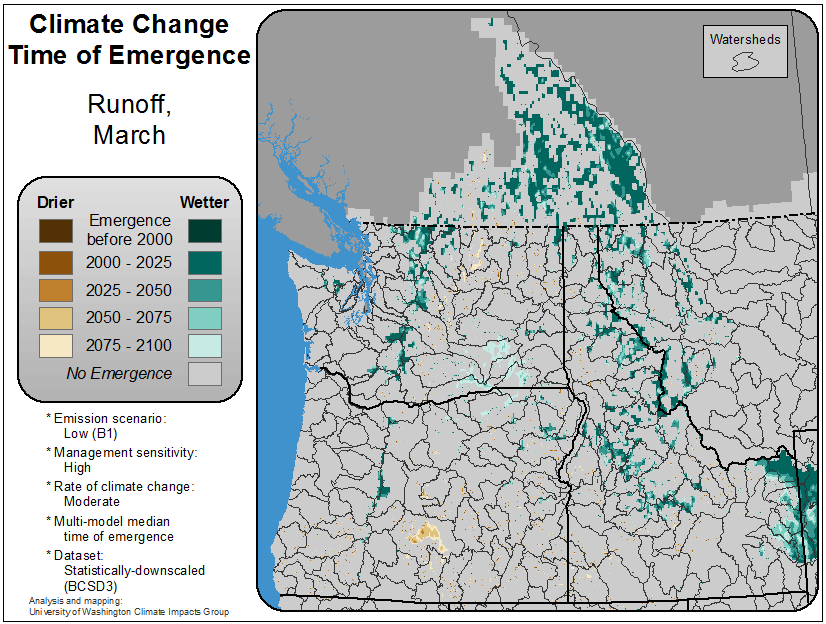 Climate Change
Time of Emergence
Runoff,
March
Drier
Wetter
Emergence
before 2000
2000 - 2025
2025 - 2050
2050 - 2075
2075 - 2100
No Emergence
* Emission scenario:
Low (B1)
* Management sensitivity:
High
* Rate of climate change:
Moderate
* Multi-model median
time of emergence
* Dataset:
Statistically-downscaled
(BCSD3)
Analysis and mapping:
University of Washington Climate Impacts Group
Watersheds